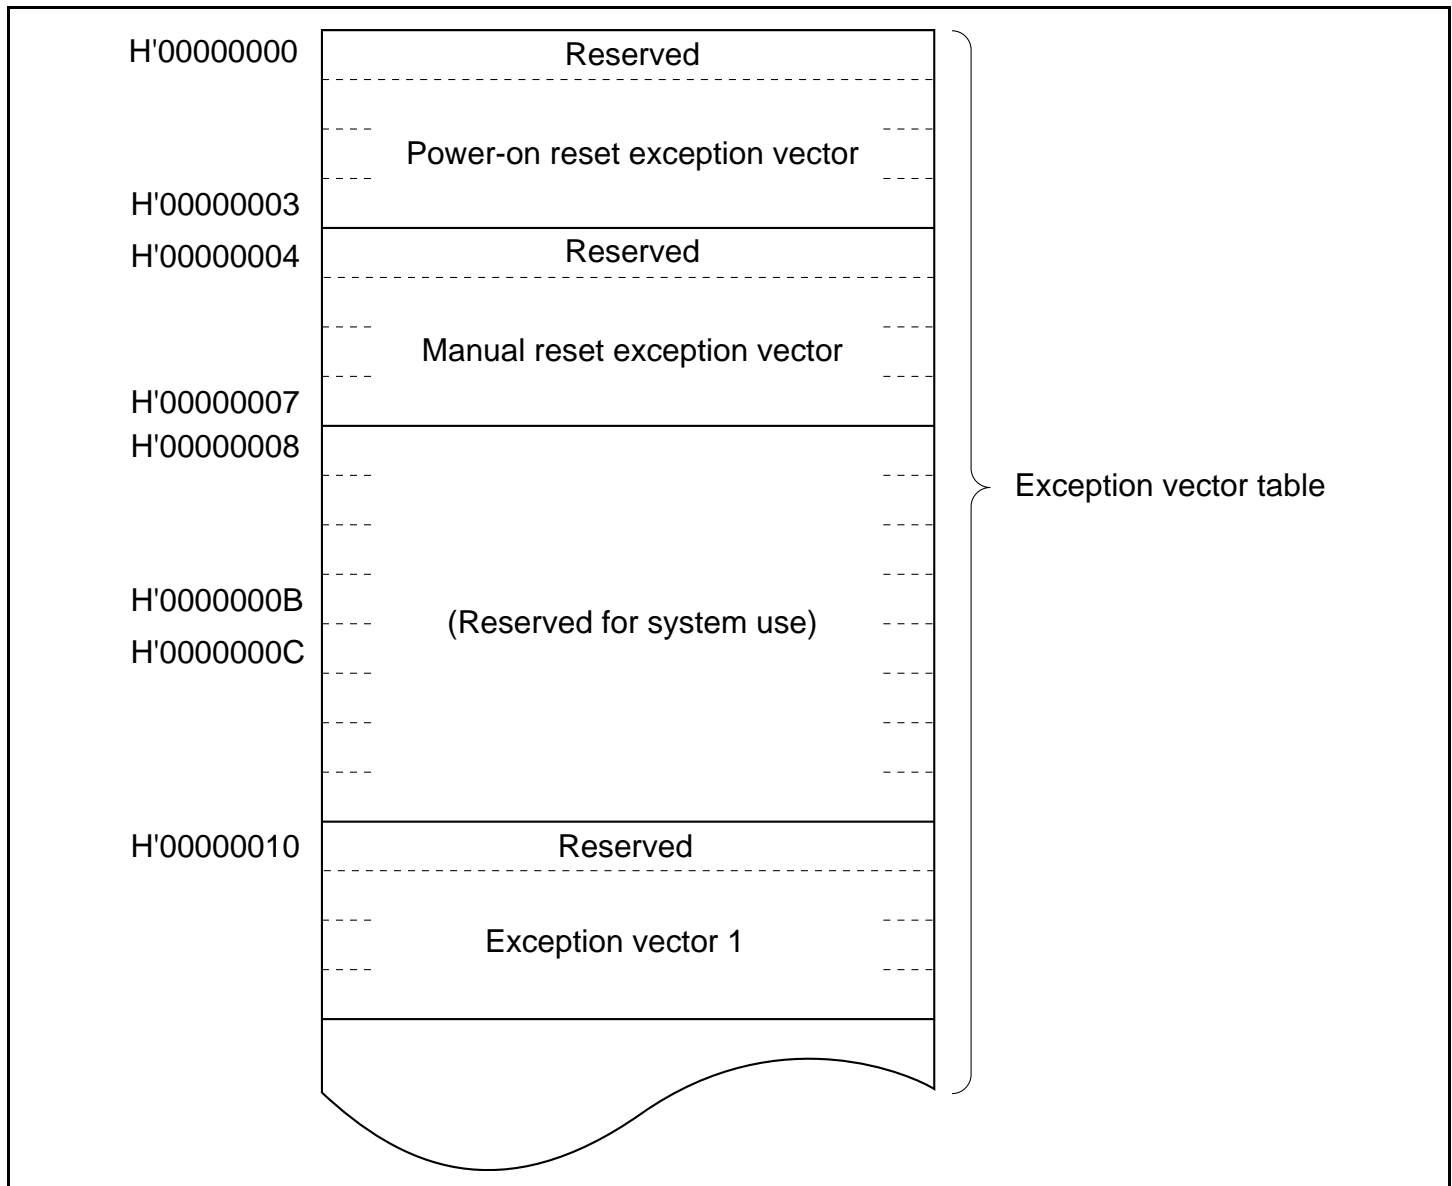 H'00000000 Reserved
Power-on reset exception vector
H'00000003
H'00000004 Reserved
Manual reset exception vector
H'00000007
H'00000008
Exception vector table
H'0000000B
(Reserved for system use)
H'0000000C
H'00000010 Reserved
Exception vector 1